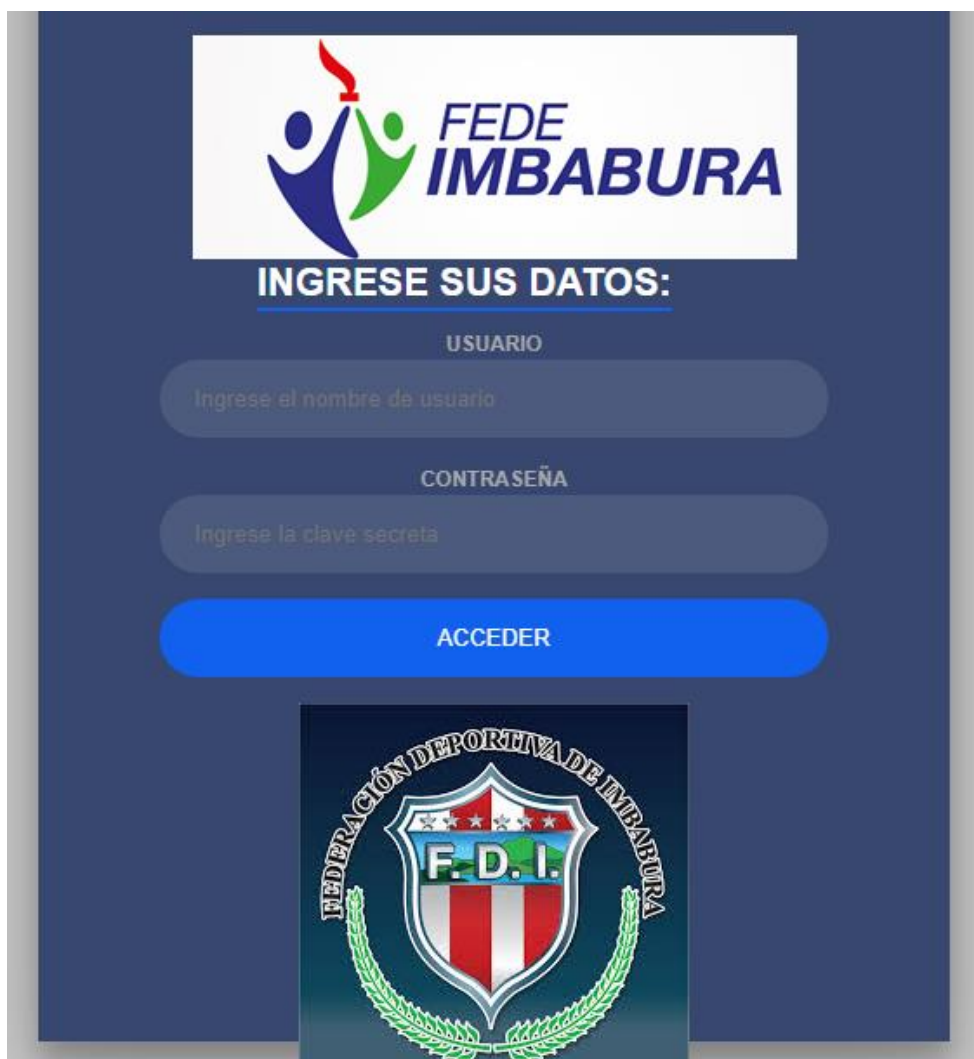 FEDE
IMBABURA
INGRESE SUS DATOS:
USUARIO
Ingrese el nombre de usuario
CONTRASEÑA
Ingrese la clave secreta
ACCEDER
FEDERACIÓN DEPORTIVA DE IMBABURA
F. D. I.